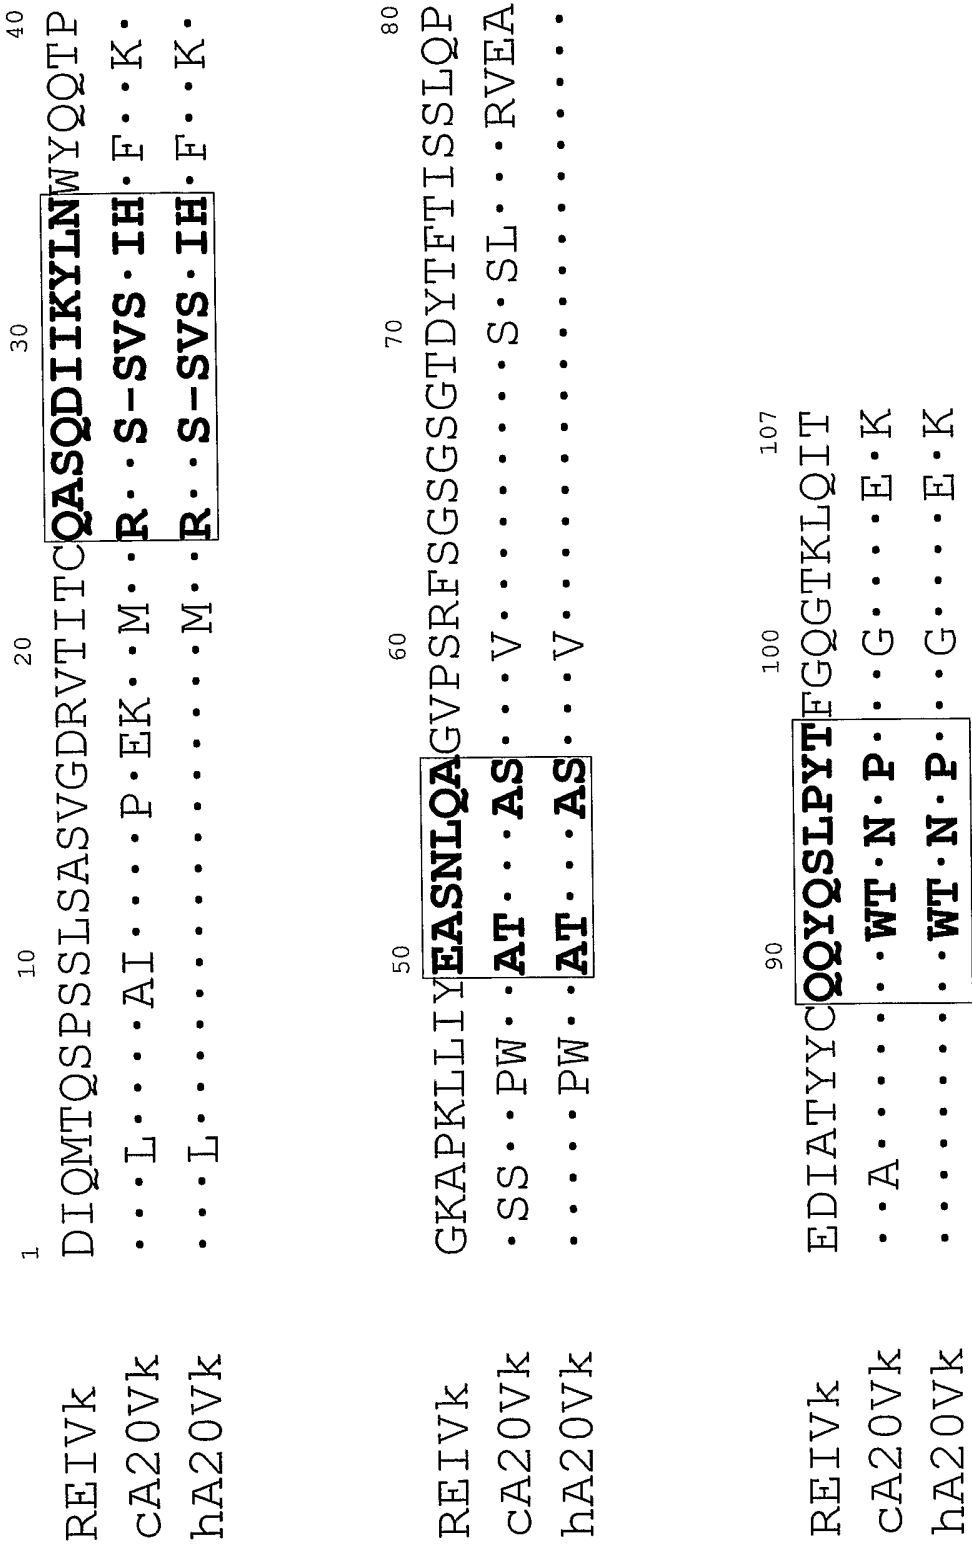 1 10 20 30 40
REIVk DIQMTQSPSSLSASVGDRVTITCQASQDIIKYLNWYQQTP
cA20Vk ···L····AI····P·EK··M··R··S-SVS·IH·F··K·
hA20Vk ···L················M··R··S-SVS·IH·F··K·
50 60 70 80
REIVk GKAPKLLIYEASNLQAGVPSRFSGSGSGTDYTFTISSLQP
cA20Vk ·SS··PW··AT···AS···V·········S·SL···RVEA
hA20Vk ·····PW··AT···AS···V····················
90 100 107
REIVk EDIATYYCQQYQSLPYTFGQGTKLQIT
cA20Vk ··A·······WT·N·P···G····E·K
hA20Vk ··········WT·N·P···G····E·K